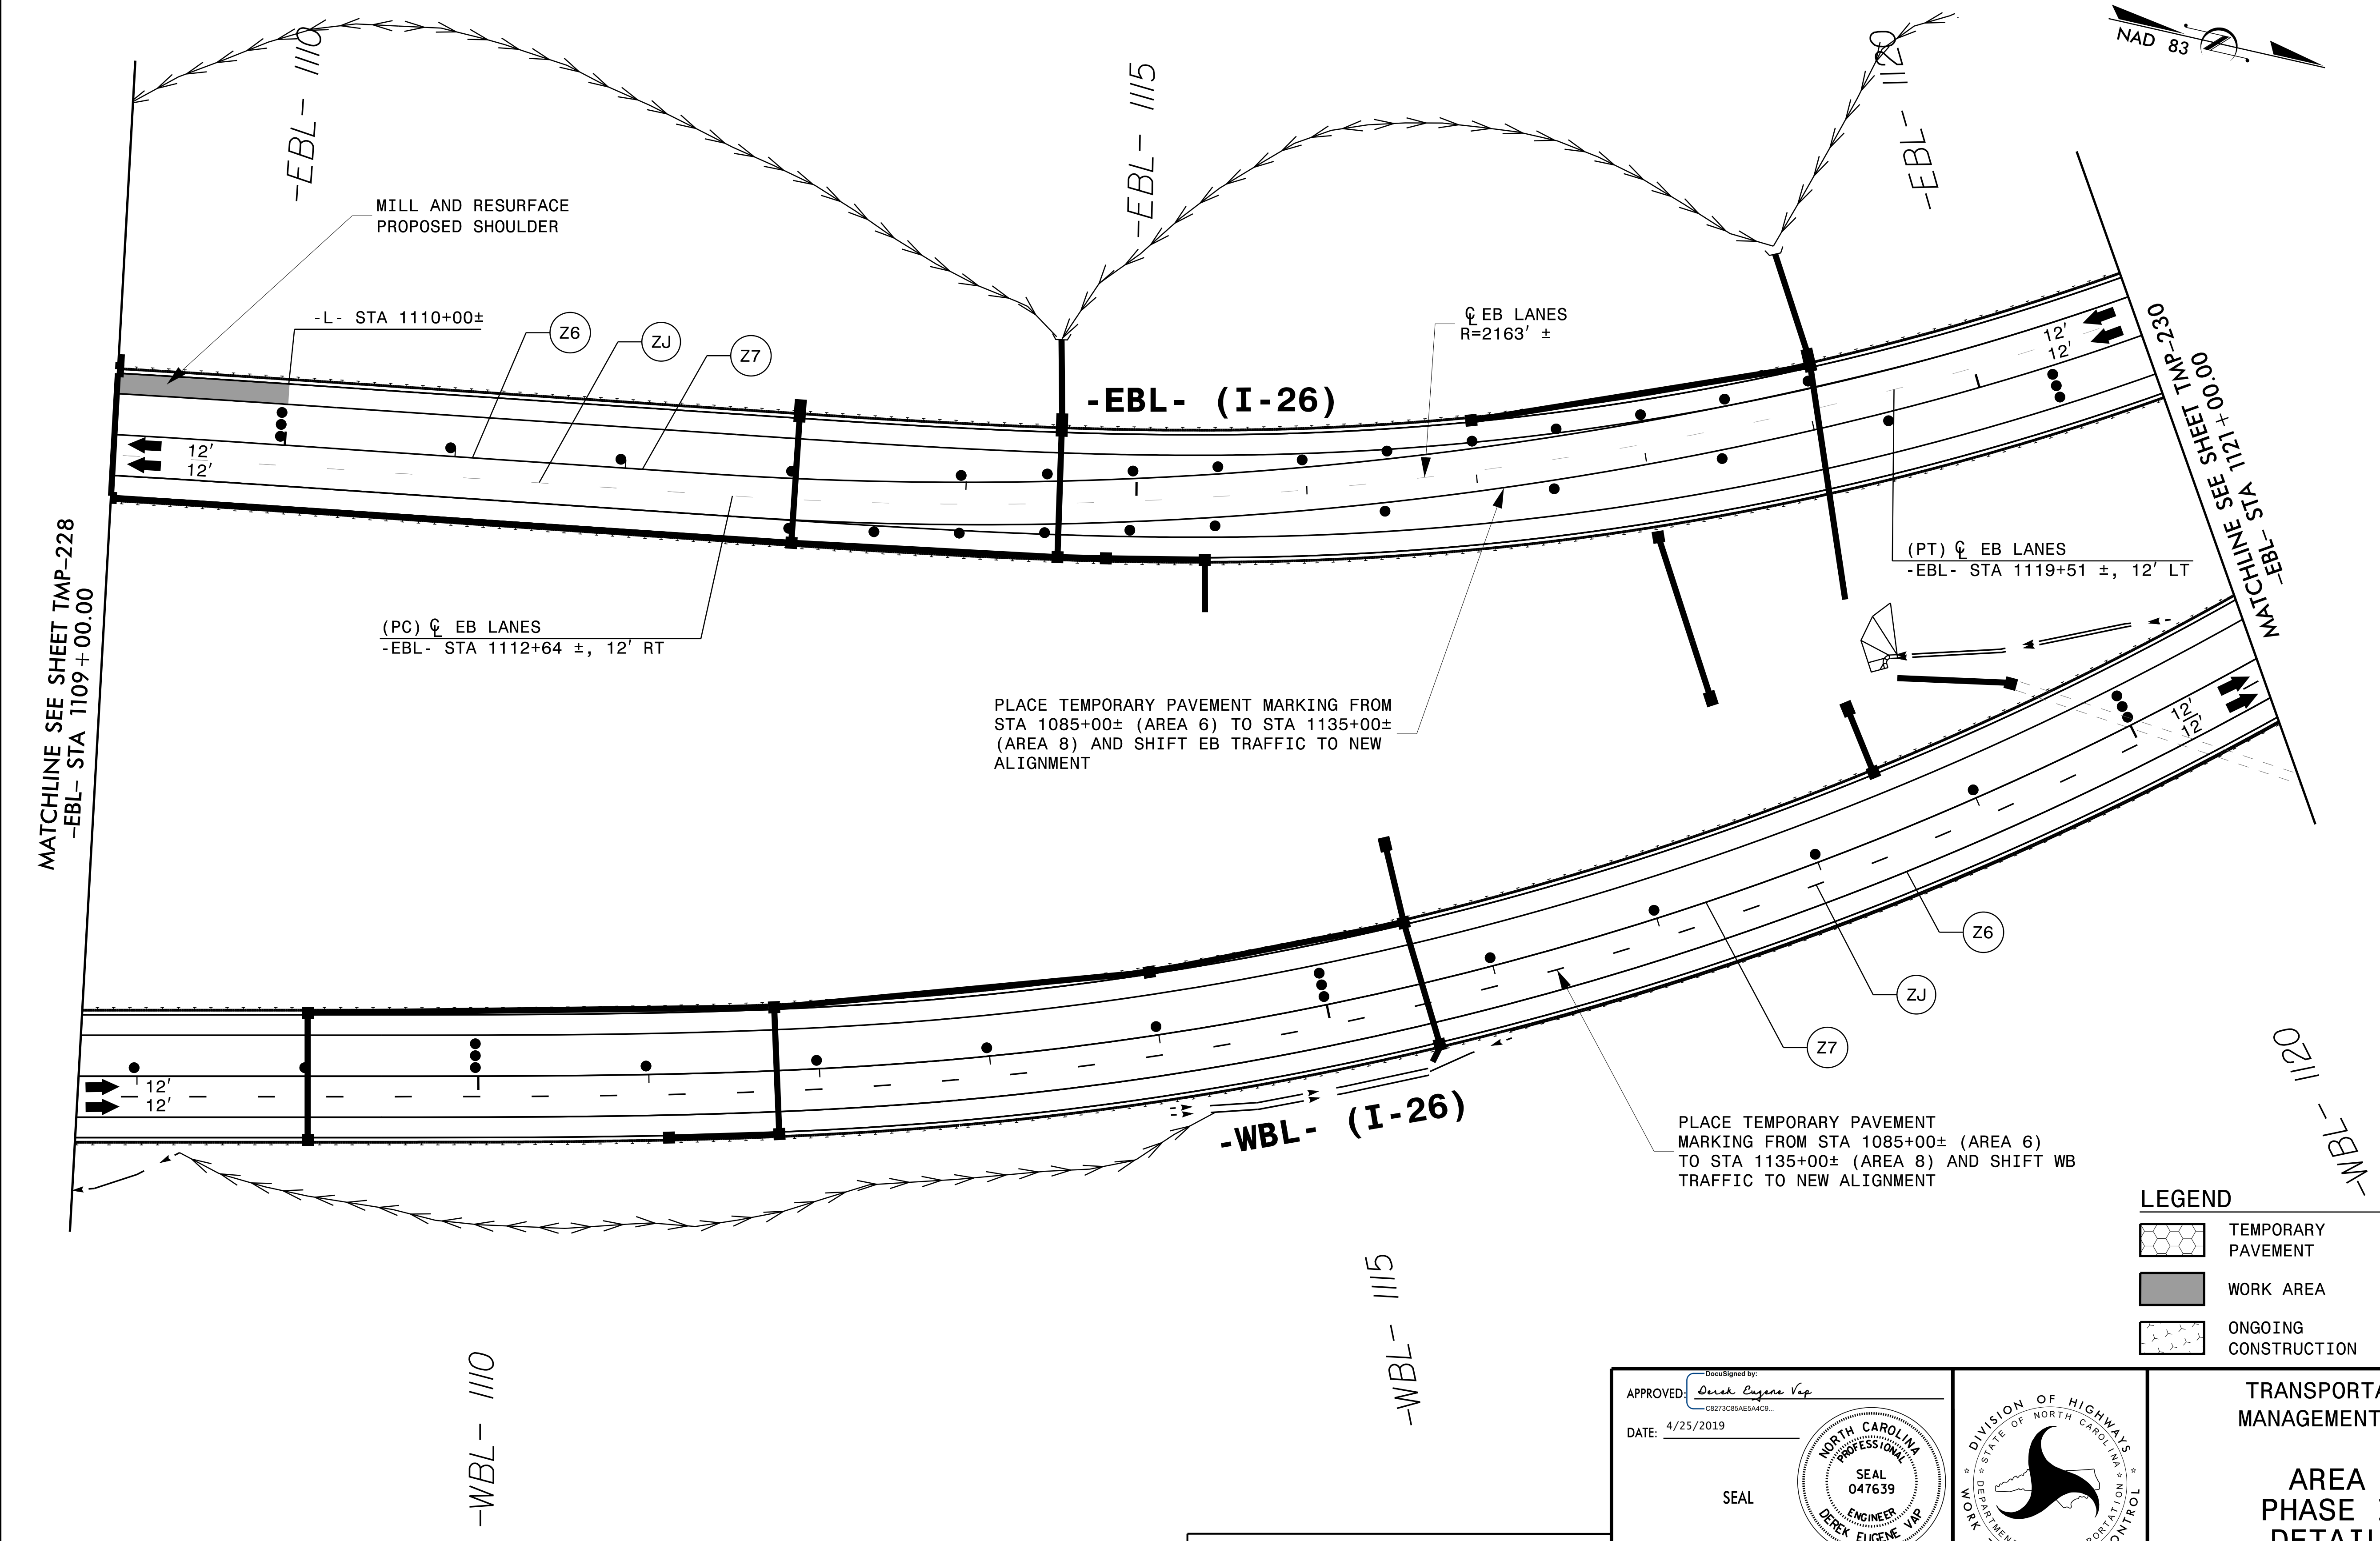 -EBL- 1110
-EBL- 1115
-EBL- 1120
NAD 83
MILL AND RESURFACE
PROPOSED SHOULDER
-L- STA 1110+00±
Z6
ZJ
Z7
℄ EB LANES
R=2163' ±
-EBL- (I-26)
12'
12'
12'
12'
MATCHLINE SEE SHEET TMP-228
-EBL- STA 1109+00.00
MATCHLINE SEE SHEET TMP-230
-EBL- STA 1121+00.00
(PT) ℄ EB LANES
-EBL- STA 1119+51 ±, 12' LT
(PC) ℄ EB LANES
-EBL- STA 1112+64 ±, 12' RT
PLACE TEMPORARY PAVEMENT MARKING FROM
STA 1085+00± (AREA 6) TO STA 1135+00±
(AREA 8) AND SHIFT EB TRAFFIC TO NEW
ALIGNMENT
12'
12'
12'
12'
Z6
ZJ
Z7
-WBL- (I-26)
PLACE TEMPORARY PAVEMENT
MARKING FROM STA 1085+00± (AREA 6)
TO STA 1135+00± (AREA 8) AND SHIFT WB
TRAFFIC TO NEW ALIGNMENT
-WBL- 1110
-WBL- 1115
-WBL- 1120
LEGEND
TEMPORARY
PAVEMENT
WORK AREA
ONGOING
CONSTRUCTION
APPROVED:
DocuSigned by:
Derek Eugene Vap
C8273C85AE5A4C9...
DATE: 4/25/2019
SEAL
NORTH CAROLINA
PROFESSIONAL
SEAL
047639
ENGINEER
DEREK EUGENE VAP
DIVISION OF HIGHWAYS
STATE OF NORTH CAROLINA
WORK
MANAGEMENT
AREA
PHASE